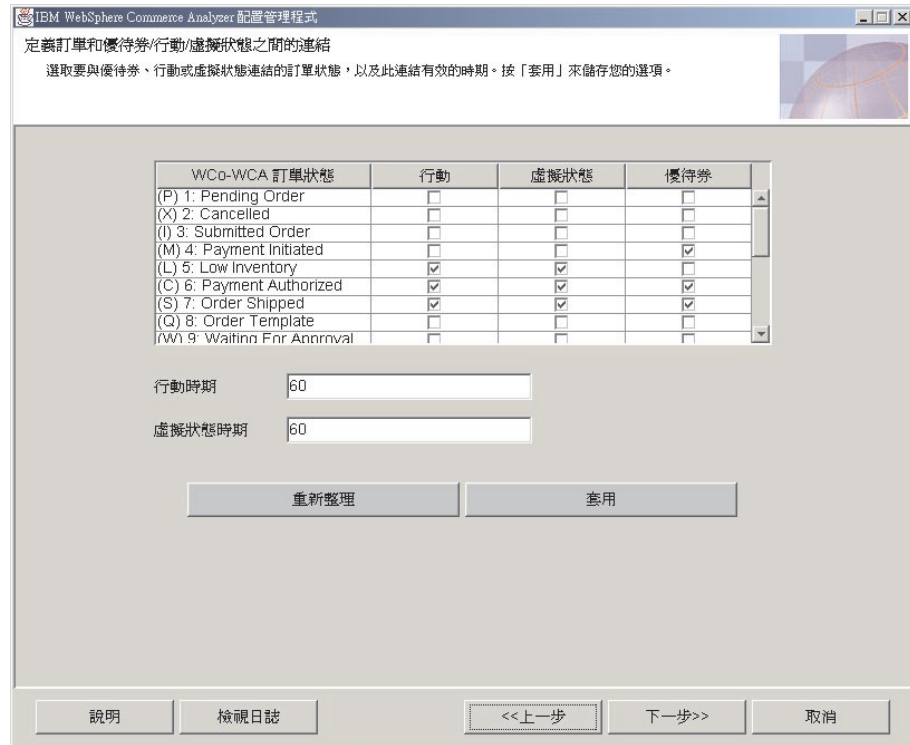 IBM WebSphere Commerce Analyzer 配置管理程式
定義訂單和優待券/行動/虛擬狀態之間的連結
選取要與優待券、行動或虛擬狀態連結的訂單狀態，以及此連結有效的時期。按「套用」來儲存您的選項。
WCo-WCA 訂單狀態 行動 虛擬狀態 優待券
(P) 1: Pending Order
(X) 2: Cancelled
(I) 3: Submitted Order
(M) 4: Payment Initiated
(L) 5: Low Inventory
(C) 6: Payment Authorized
(S) 7: Order Shipped
(Q) 8: Order Template
(W) 9: Waiting For Approval
行動時期 60
虛擬狀態時期 60
重新整理 套用
說明 檢視日誌 <<上一步 下一步>> 取消